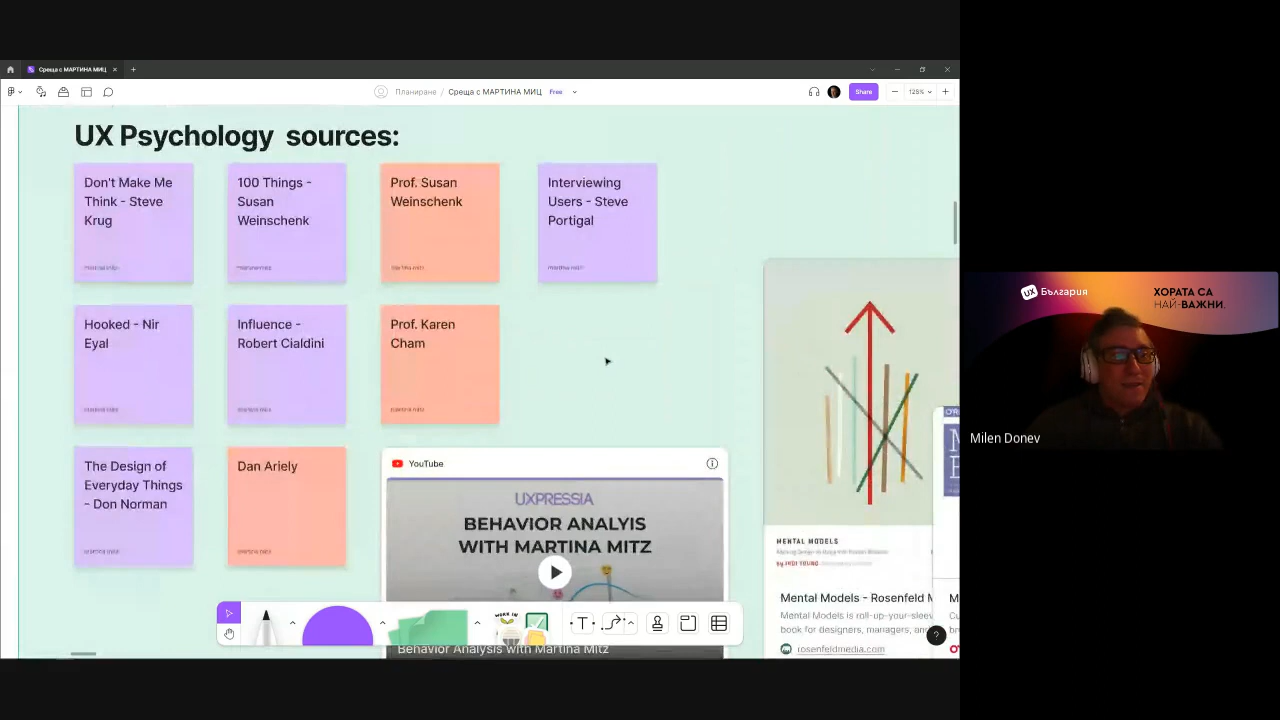 Среща с МАРТИНА МИЦ
Планиране / Среща с МАРТИНА МИЦ Free
Share
128%
UX Psychology sources:
Don't Make Me
Think - Steve
Krug
100 Things -
Susan
Weinschenk
Prof. Susan
Weinschenk
Interviewing
Users - Steve
Portigal
Hooked - Nir
Eyal
Influence -
Robert Cialdini
Prof. Karen
Cham
The Design of
Everyday Things
- Don Norman
Dan Ariely
YouTube
UXPRESSIA
BEHAVIOR ANALYIS
WITH MARTINA MITZ
Behavior Analysis with Martina Mitz
MENTAL MODELS
Mental Models - Rosenfeld M
Mental Models is roll-up-your-sleev
book for designers, managers, an
rosenfeldmedia.com
UX България
ХОРАТА СА
НАЙ-ВАЖНИ.
Milen Donev